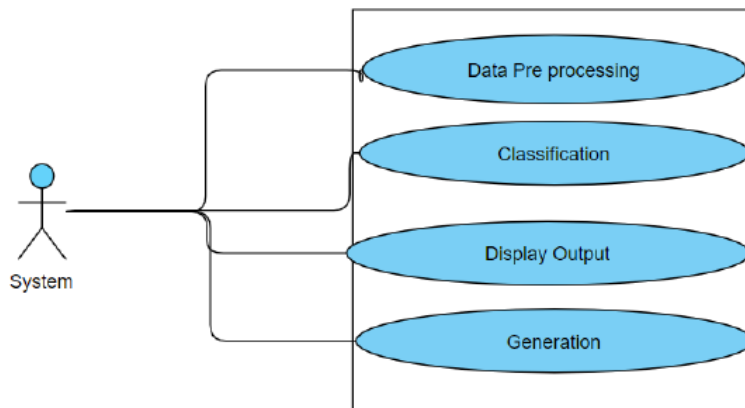 Data Pre processing
Classification
System
Display Output
Generation